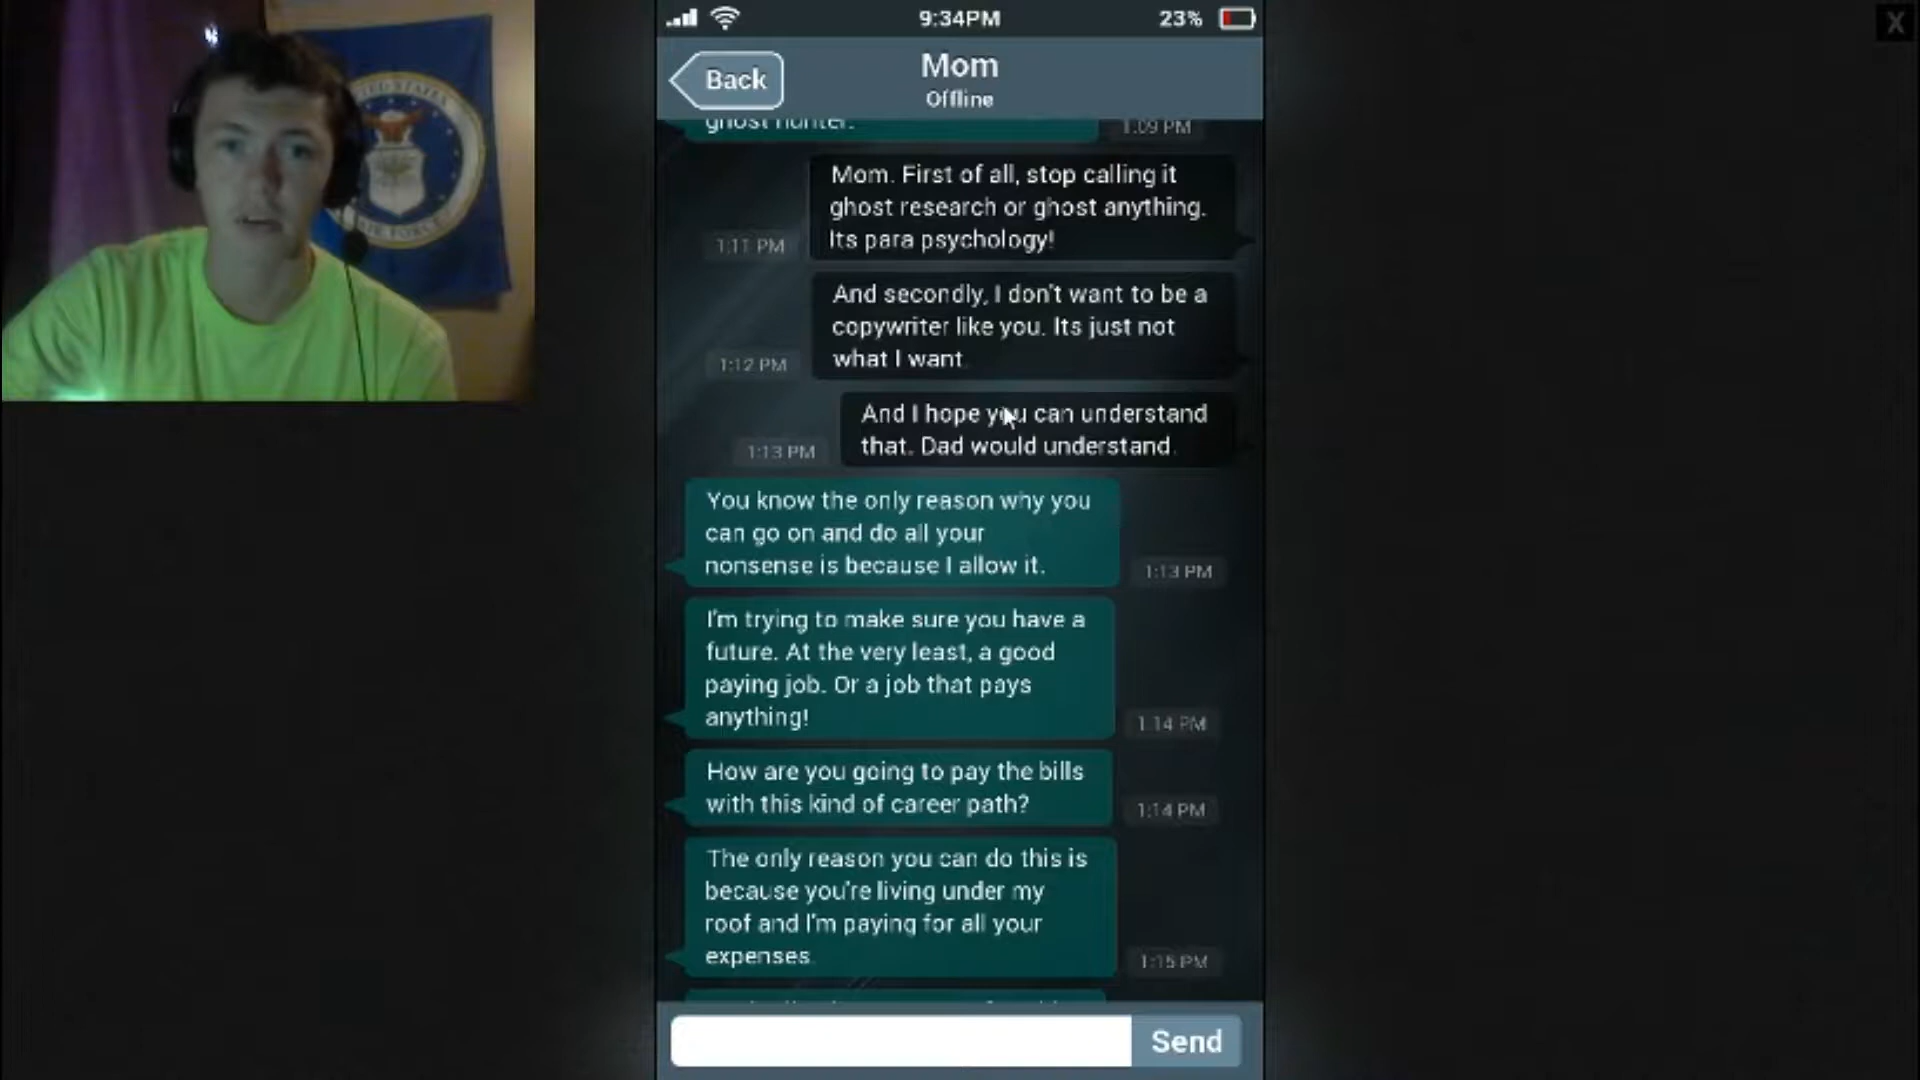 9:34PM
23%
X
Back
Mom
Offline
ghost hunter.
1:09 PM
Mom. First of all, stop calling it
ghost research or ghost anything.
Its para psychology!
1:11 PM
And secondly, I don't want to be a
copywriter like you. Its just not
what I want.
1:12 PM
And I hope you can understand
that. Dad would understand.
1:13 PM
You know the only reason why you
can go on and do all your
nonsense is because I allow it.
1:13 PM
I'm trying to make sure you have a
future. At the very least, a good
paying job. Or a job that pays
anything!
1:14 PM
How are you going to pay the bills
with this kind of career path?
1:14 PM
The only reason you can do this is
because you're living under my
roof and I'm paying for all your
expenses.
1:15 PM
Send